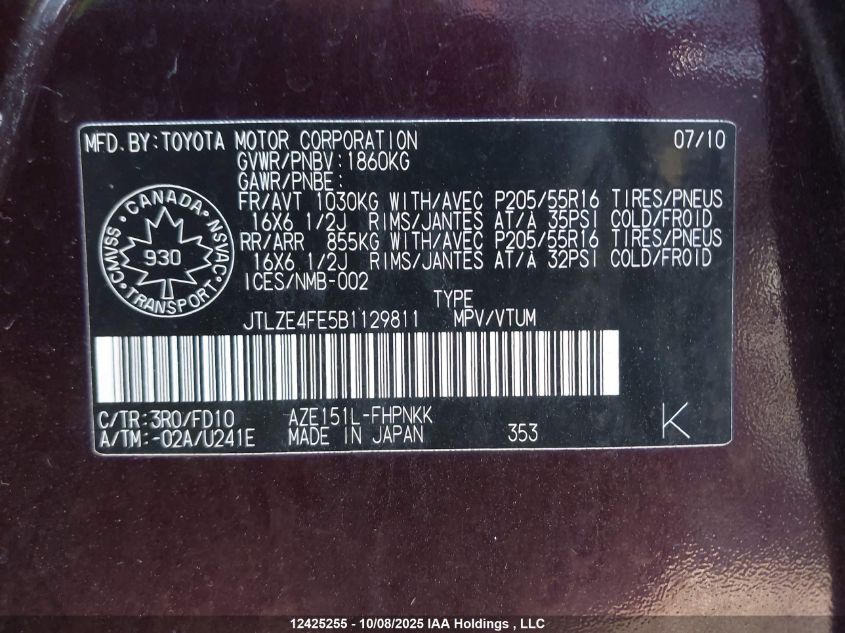 MFD.BY:TOYOTA MOTOR CORPORATION 07/10
GVWR/PNBV:1860KG
GAWR/PNBE:
FR/AVT 1030KG WITH/AVEC P205/55R16 TIRES/PNEUS
16X6 1/2J RIMS/JANTES AT/A 35PSI COLD/FROID
RR/ARR 855KG WITH/AVEC P205/55R16 TIRES/PNEUS
16X6 1/2J RIMS/JANTES AT/A 32PSI COLD/FROID
ICES/NMB-002
CANADA
CMVSS 930 NSVAC
TRANSPORT
TYPE
JTLZE4FE5B1129811 MPV/VTUM
C/TR:3R0/FD10 AZE151L-FHPNKK
A/TM:-02A/U241E MADE IN JAPAN 353 K
12425255 - 10/08/2025 IAA Holdings , LLC